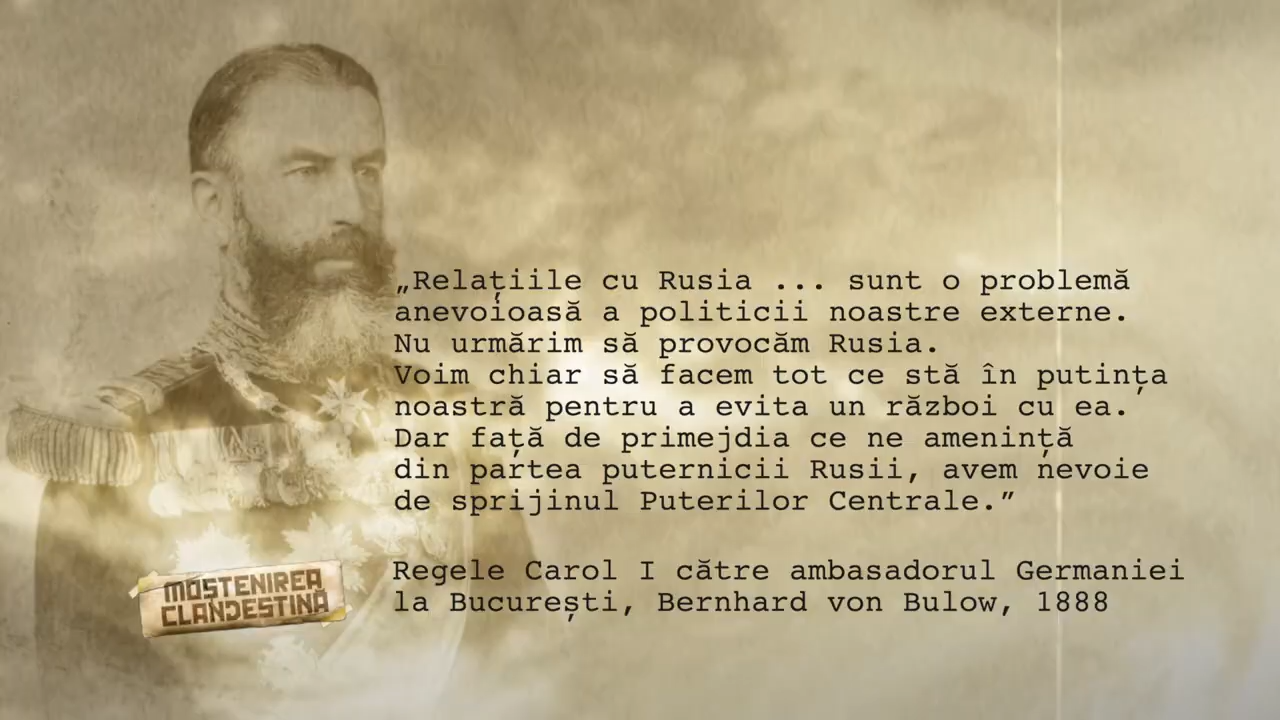 „Relațiile cu Rusia ... sunt o problemă
anevoioasă a politicii noastre externe.
Nu urmărim să provocăm Rusia.
Voim chiar să facem tot ce stă în putința
noastră pentru a evita un război cu ea.
Dar față de primejdia ce ne amenință
din partea puternicii Rusii, avem nevoie
de sprijinul Puterilor Centrale.”
Regele Carol I către ambasadorul Germaniei
la București, Bernhard von Bulow, 1888
MOȘTENIREA
CLANDESTINĂ